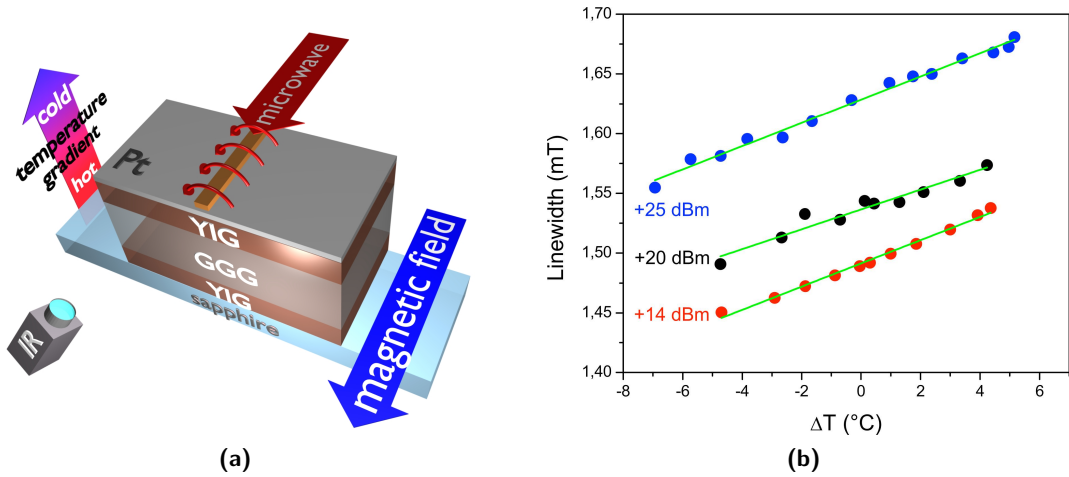 cold
temperature
gradient
hot
microwave
Pt
YIG
GGG
YIG
sapphire
IR
magnetic field
(a)
Linewidth (mT)
1,70
1,65
1,60
1,55
1,50
1,45
1,40
+25 dBm
+20 dBm
+14 dBm
-8 -6 -4 -2 0 2 4 6
ΔT (°C)
(b)